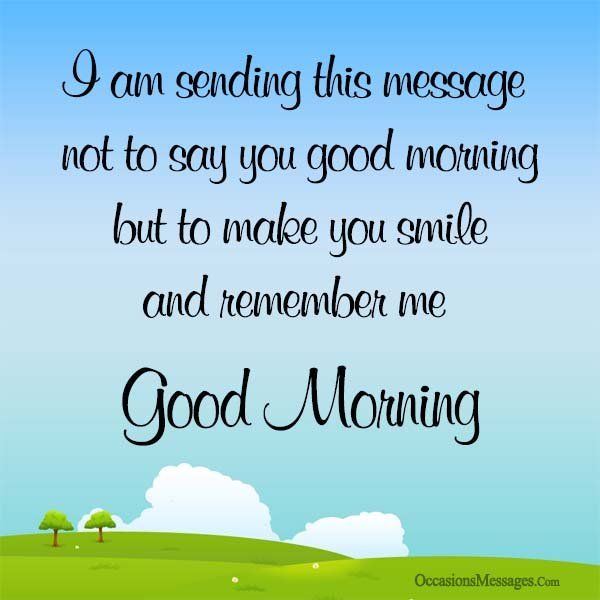 I am sending this message
not to say you good morning
but to make you smile
and remember me
Good Morning
OccasionsMessages.Com